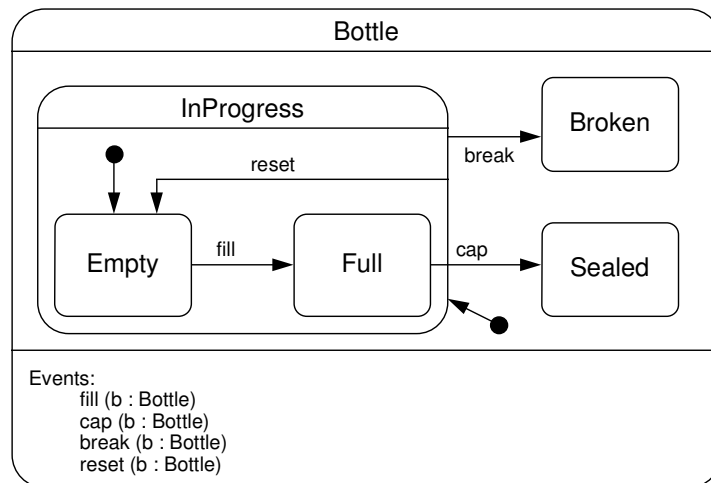 Bottle
InProgress
Broken
break
reset
Empty
fill
Full
cap
Sealed
Events:
fill (b : Bottle)
cap (b : Bottle)
break (b : Bottle)
reset (b : Bottle)